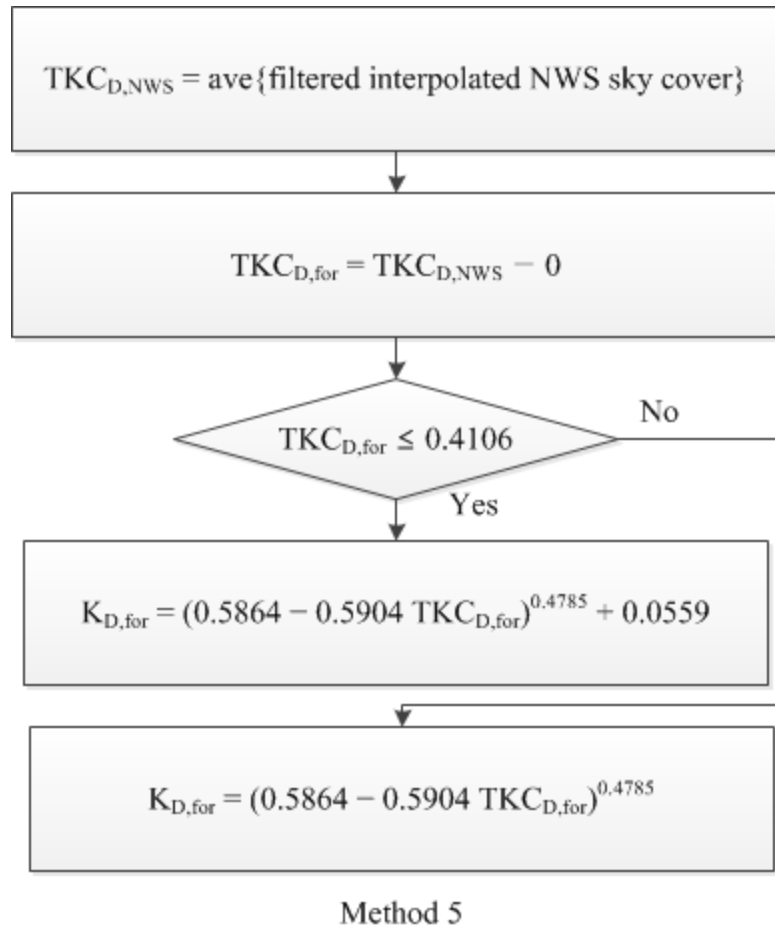 TKC_D,NWS = ave{filtered interpolated NWS sky cover}
TKC_D,for = TKC_D,NWS − 0
TKC_D,for ≤ 0.4106
No
Yes
K_D,for = (0.5864 − 0.5904 TKC_D,for)^0.4785 + 0.0559
K_D,for = (0.5864 − 0.5904 TKC_D,for)^0.4785
Method 5